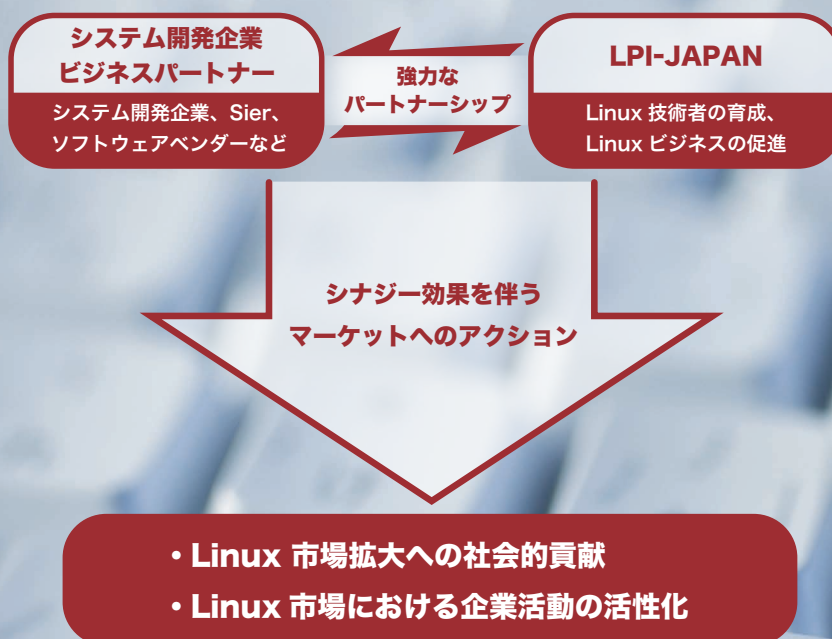 システム開発企業
ビジネスパートナー
システム開発企業、Sier、
ソフトウェアベンダーなど
強力な
パートナーシップ
LPI-JAPAN
Linux 技術者の育成、
Linux ビジネスの促進
シナジー効果を伴う
マーケットへのアクション
・Linux 市場拡大への社会的貢献
・Linux 市場における企業活動の活性化